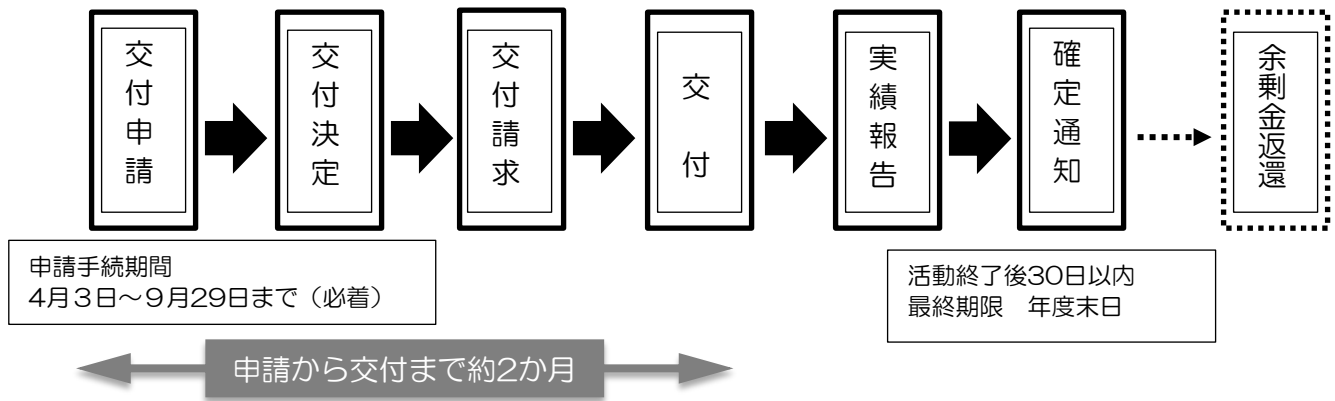 交付申請
交付決定
交付請求
交付
実績報告
確定通知
余剰金返還
申請手続期間
4月3日～9月29日まで（必着）
活動終了後30日以内
最終期限　年度末日
申請から交付まで約2か月